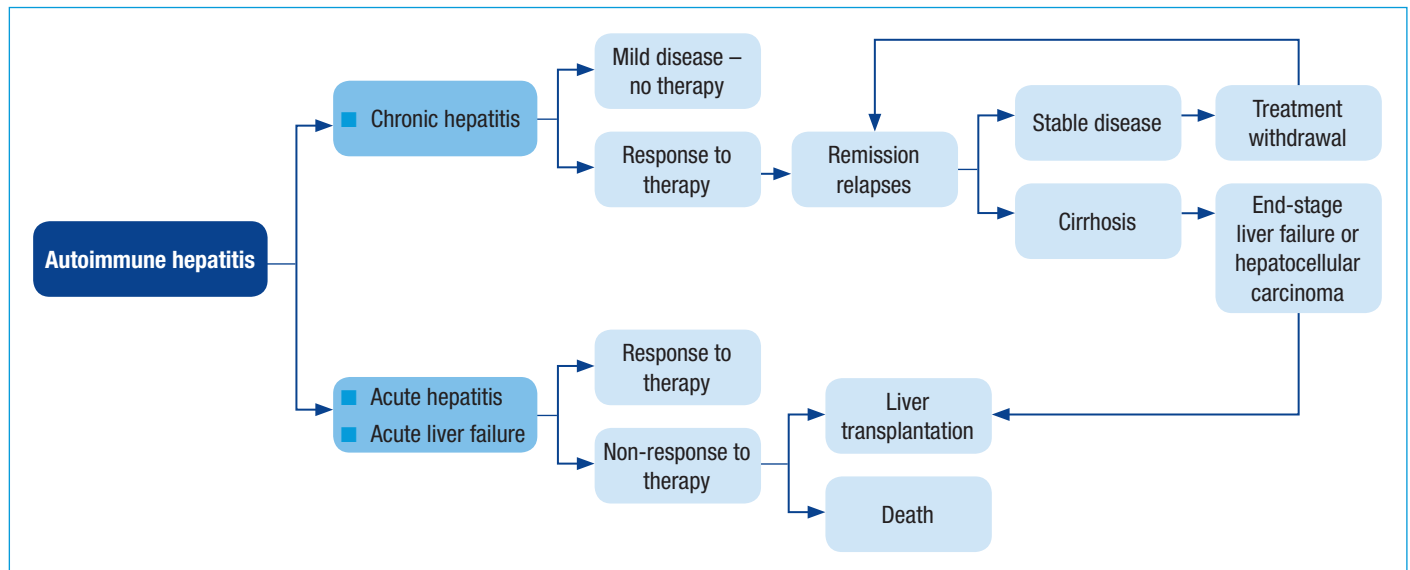 Autoimmune hepatitis
Chronic hepatitis
Mild disease –
no therapy
Response to
therapy
Remission
relapses
Stable disease
Treatment
withdrawal
Cirrhosis
End-stage
liver failure or
hepatocellular
carcinoma
Acute hepatitis
Acute liver failure
Response to
therapy
Non-response to
therapy
Liver
transplantation
Death